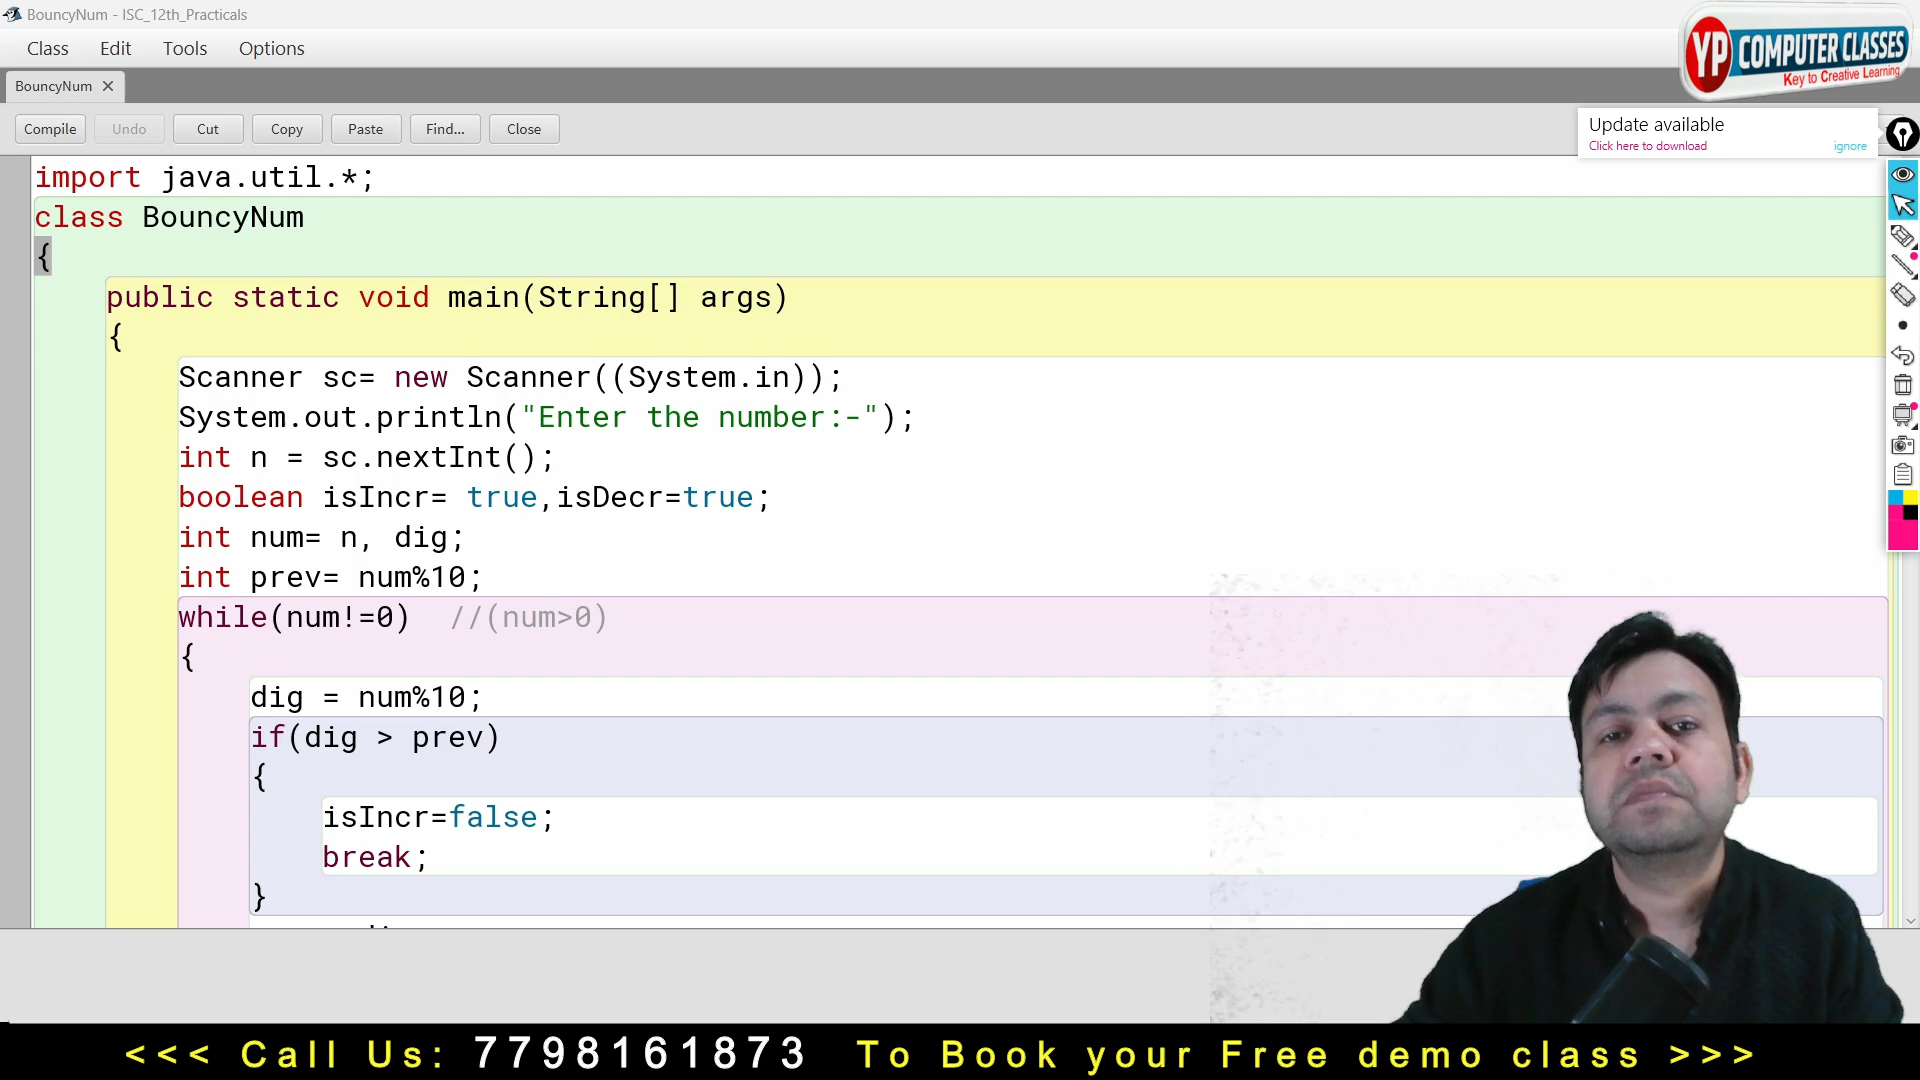 BouncyNum - ISC_12th_Practicals
Class Edit Tools Options
YP COMPUTER CLASSES
Key to Creative Learning
BouncyNum
Compile Undo Cut Copy Paste Find... Close
Update available
Click here to download ignore
import java.util.*;
class BouncyNum
{
public static void main(String[] args)
{
Scanner sc= new Scanner((System.in));
System.out.println("Enter the number:-");
int n = sc.nextInt();
boolean isIncr= true,isDecr=true;
int num= n, dig;
int prev= num%10;
while(num!=0) //(num>0)
{
dig = num%10;
if(dig > prev)
{
isIncr=false;
break;
}
<<< Call Us: 7798161873 To Book your Free demo class >>>